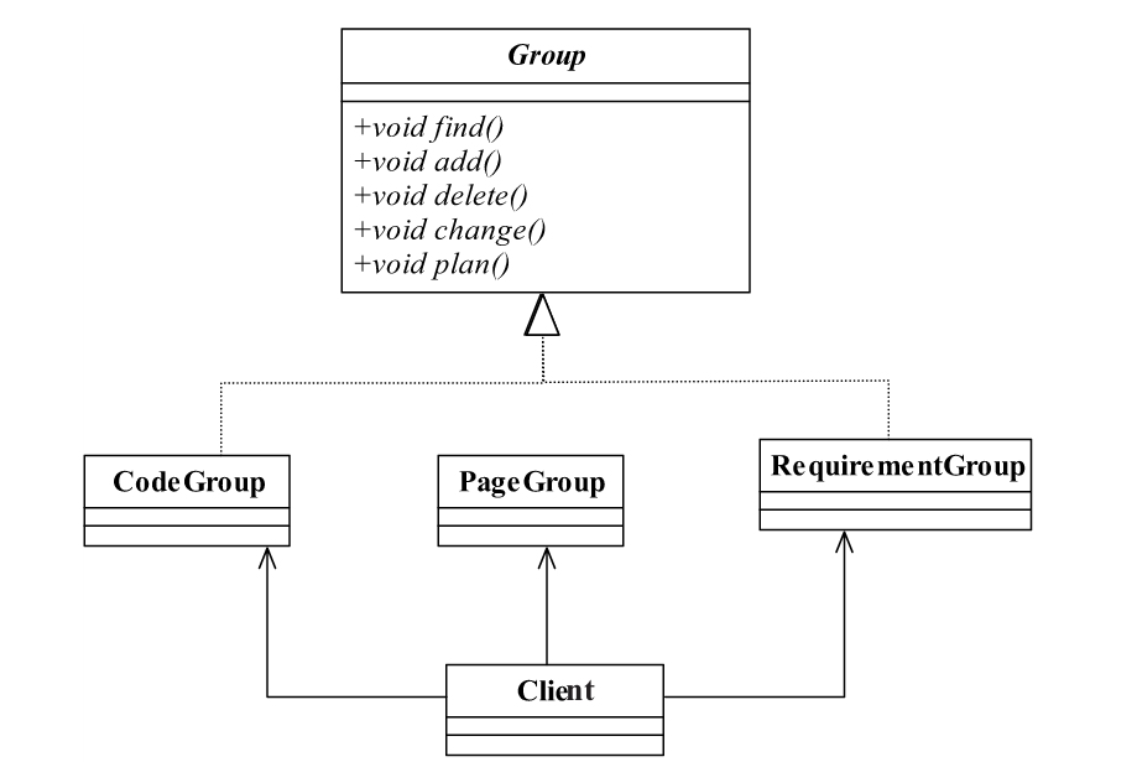 Group
+void find()
+void add()
+void delete()
+void change()
+void plan()
CodeGroup
PageGroup
RequirementGroup
Client